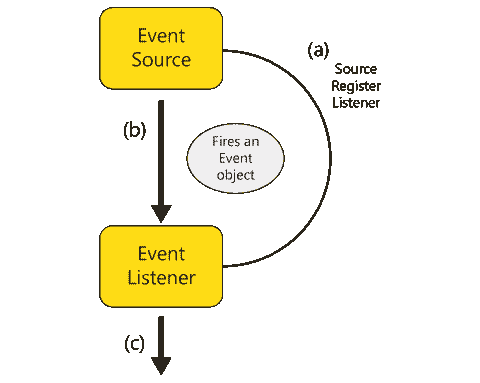 Event
Source
(a)
Source
Register
Listener
(b)
Fires an
Event
object
Event
Listener
(c)